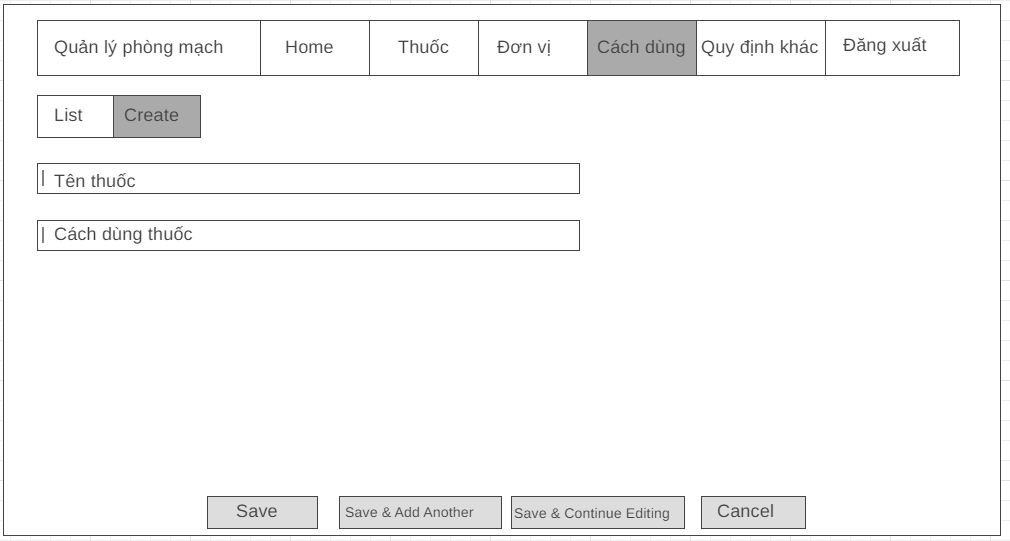 Quản lý phòng mạch Home Thuốc Đơn vị Cách dùng Quy định khác Đăng xuất
List Create
Tên thuốc
Cách dùng thuốc
Save Save & Add Another Save & Continue Editing Cancel